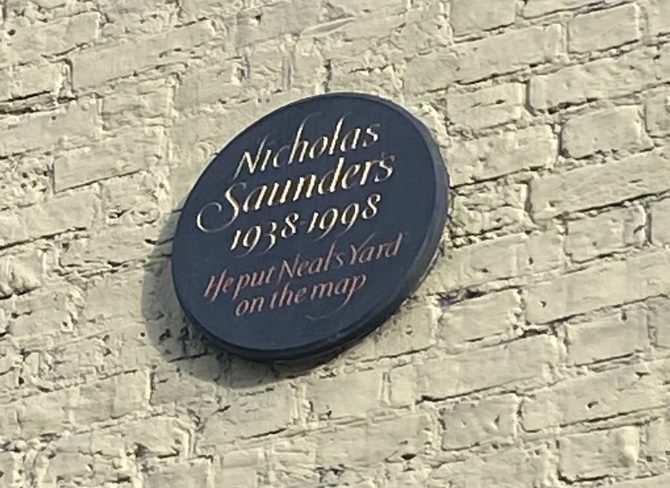 Nicholas
Saunders
1938-1998
He put Neal's Yard
on the map